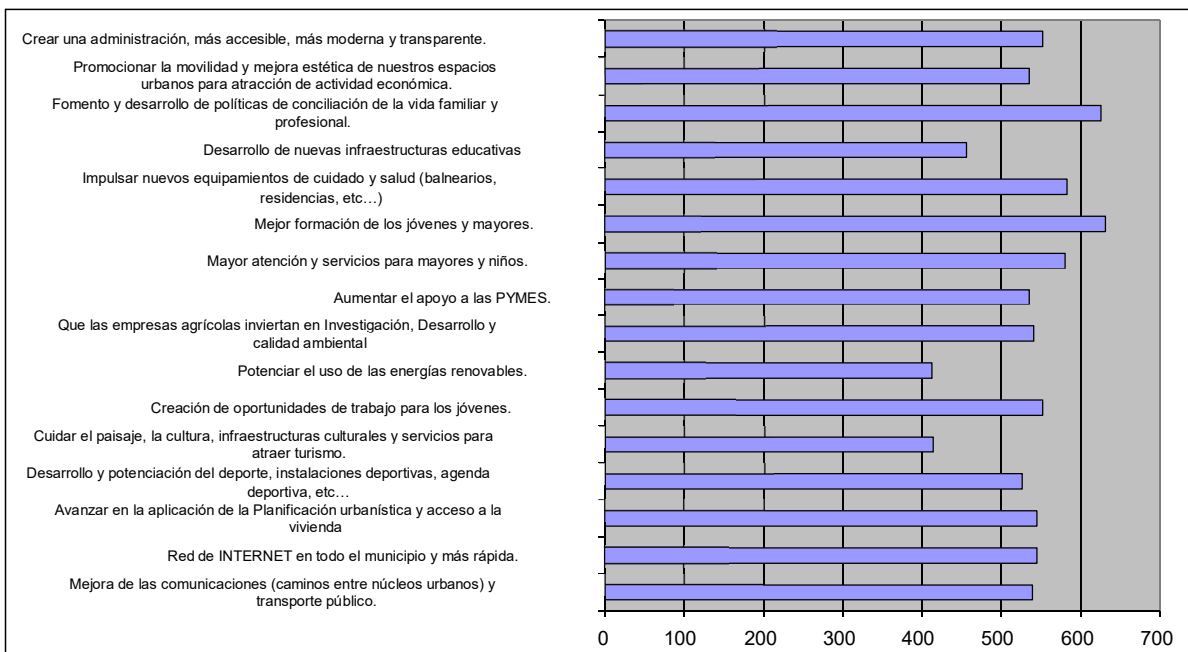 Crear una administración, más accesible, más moderna y transparente.
Promocionar la movilidad y mejora estética de nuestros espacios
urbanos para atracción de actividad económica.
Fomento y desarrollo de políticas de conciliación de la vida familiar y
profesional.
Desarrollo de nuevas infraestructuras educativas
Impulsar nuevos equipamientos de cuidado y salud (balnearios,
residencias, etc…)
Mejor formación de los jóvenes y mayores.
Mayor atención y servicios para mayores y niños.
Aumentar el apoyo a las PYMES.
Que las empresas agrícolas inviertan en Investigación, Desarrollo y
calidad ambiental
Potenciar el uso de las energías renovables.
Creación de oportunidades de trabajo para los jóvenes.
Cuidar el paisaje, la cultura, infraestructuras culturales y servicios para
atraer turismo.
Desarrollo y potenciación del deporte, instalaciones deportivas, agenda
deportiva, etc…
Avanzar en la aplicación de la Planificación urbanística y acceso a la
vivienda
Red de INTERNET en todo el municipio y más rápida.
Mejora de las comunicaciones (caminos entre núcleos urbanos) y
transporte público.
0 100 200 300 400 500 600 700